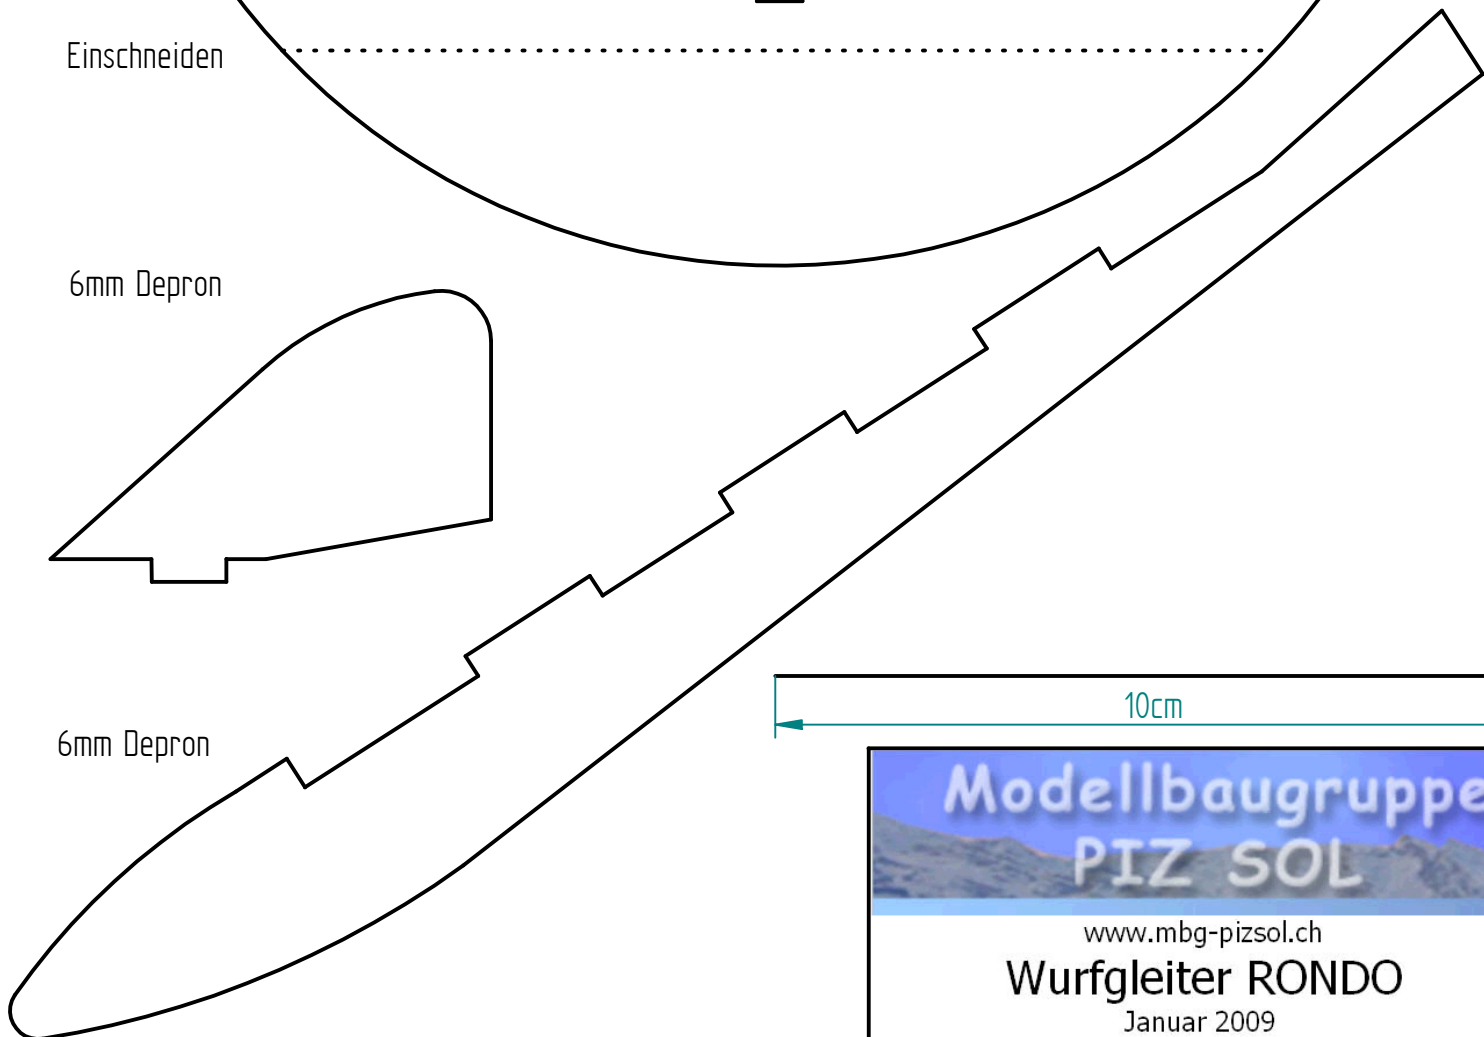 Einschneiden
6mm Depron
6mm Depron
10cm
Modellbaugruppe
PIZ SOL
www.mbg-pizsol.ch
Wurfgleiter RONDO
Januar 2009